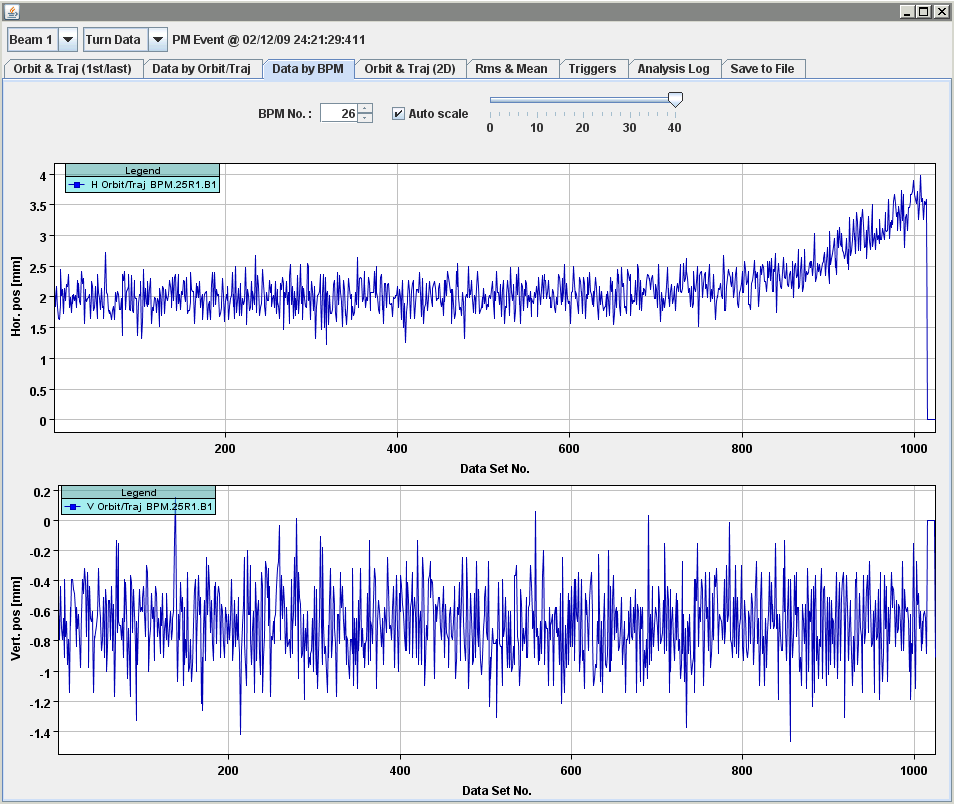 Beam 1 Turn Data PM Event @ 02/12/09 24:21:29:411
Orbit & Traj (1st/last) Data by Orbit/Traj Data by BPM Orbit & Traj (2D) Rms & Mean Triggers Analysis Log Save to File
BPM No. : 26 Auto scale
0 10 20 30 40
Legend
H Orbit/Traj BPM.25R1.B1
Hor. pos [mm]
4
3.5
3
2.5
2
1.5
1
0.5
0
200 400 600 800 1000
Data Set No.
Legend
V Orbit/Traj BPM.25R1.B1
Vert. pos [mm]
0.2
0
-0.2
-0.4
-0.6
-0.8
-1
-1.2
-1.4
200 400 600 800 1000
Data Set No.